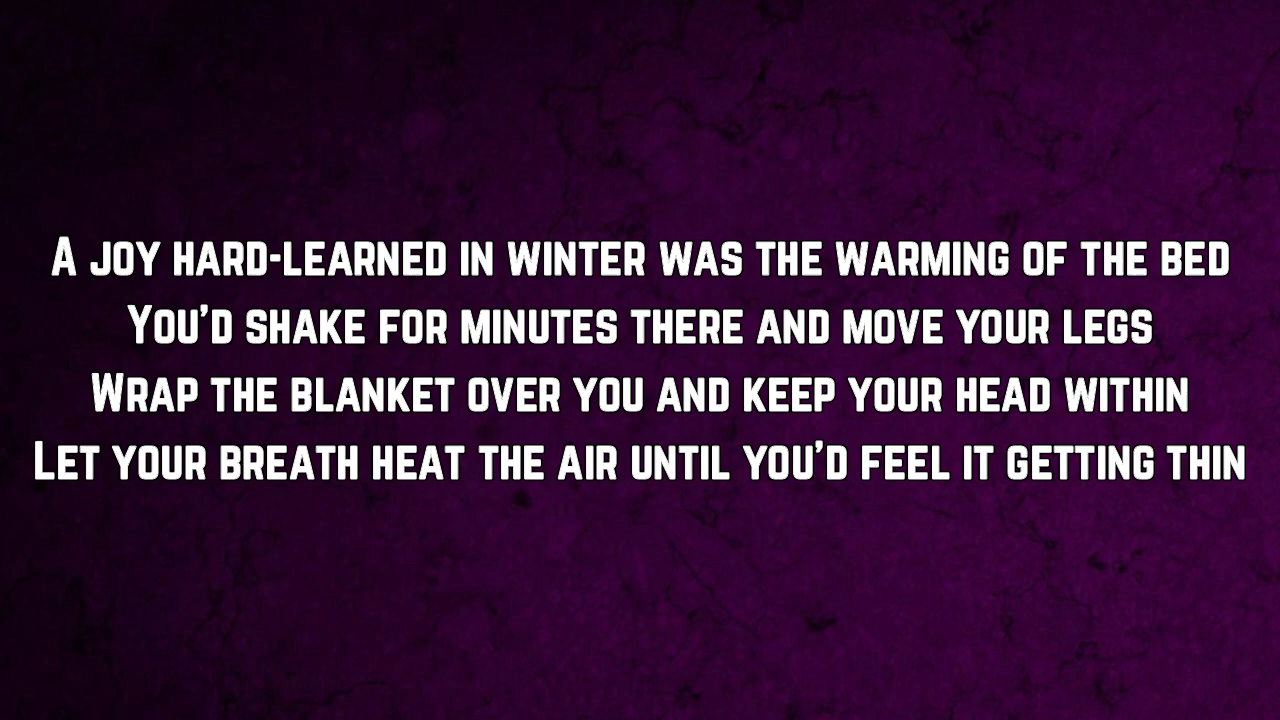 A joy hard-learned in winter was the warming of the bed
You'd shake for minutes there and move your legs
Wrap the blanket over you and keep your head within
Let your breath heat the air until you'd feel it getting thin